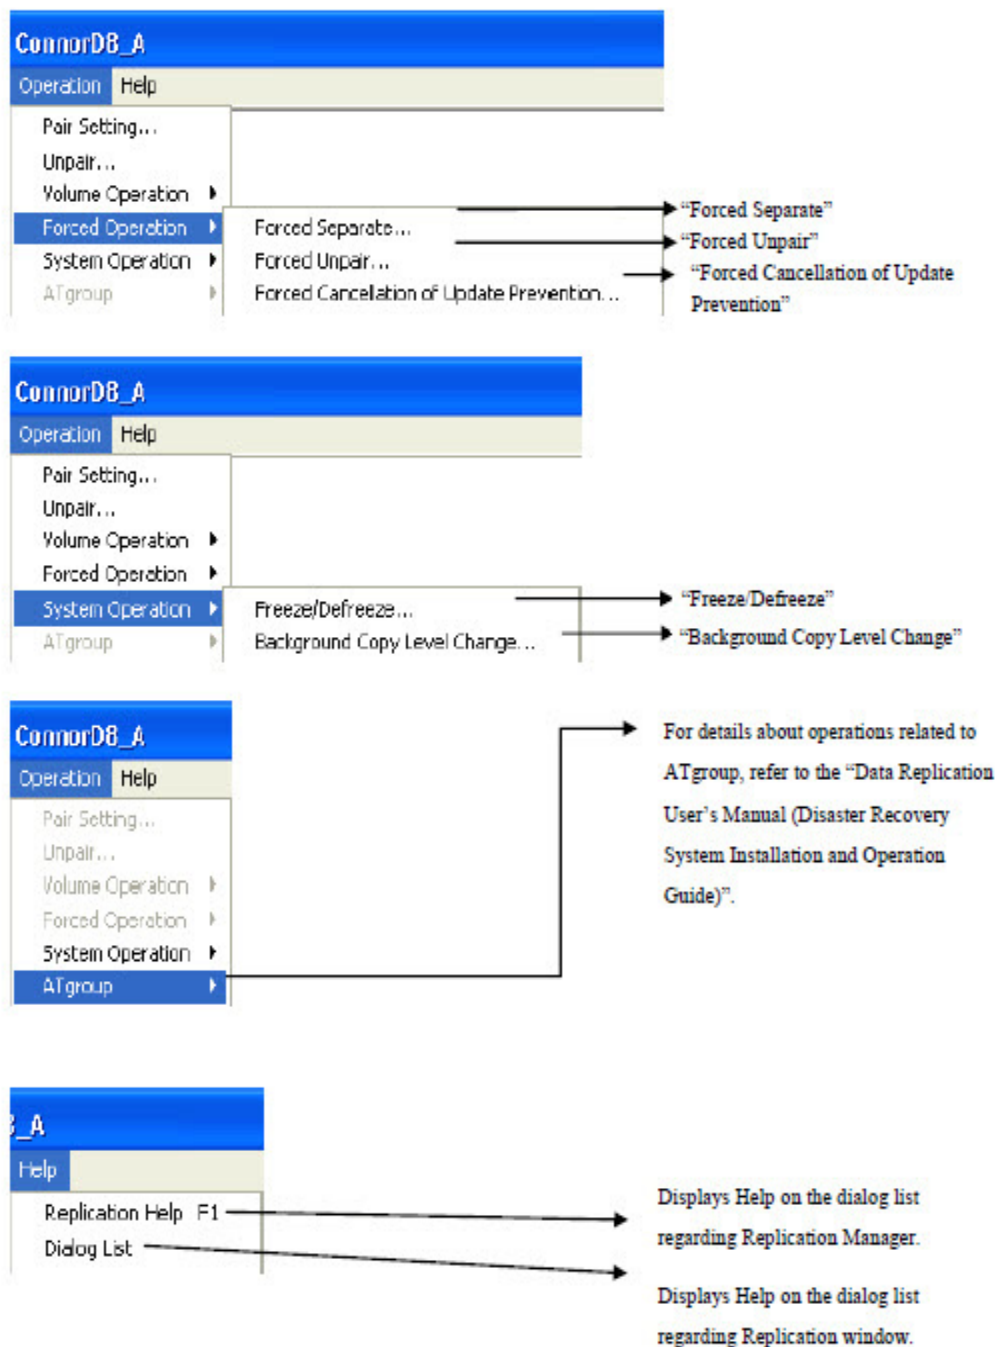 ConnorD8_A
Operation Help
Pair Setting...
Unpair...
Volume Operation
Forced Operation
System Operation
ATgroup
Forced Separate...
Forced Unpair...
Forced Cancellation of Update Prevention...
“Forced Separate”
“Forced Unpair”
“Forced Cancellation of Update
Prevention”
ConnorD8_A
Operation Help
Pair Setting...
Unpair...
Volume Operation
Forced Operation
System Operation
ATgroup
Freeze/Defreeze...
Background Copy Level Change...
“Freeze/Defreeze”
“Background Copy Level Change”
ConnorD8_A
Operation Help
Pair Setting...
Unpair...
Volume Operation
Forced Operation
System Operation
ATgroup
For details about operations related to
ATgroup, refer to the “Data Replication
User’s Manual (Disaster Recovery
System Installation and Operation
Guide)”.
8_A
Help
Replication Help F1
Dialog List
Displays Help on the dialog list
regarding Replication Manager.
Displays Help on the dialog list
regarding Replication window.